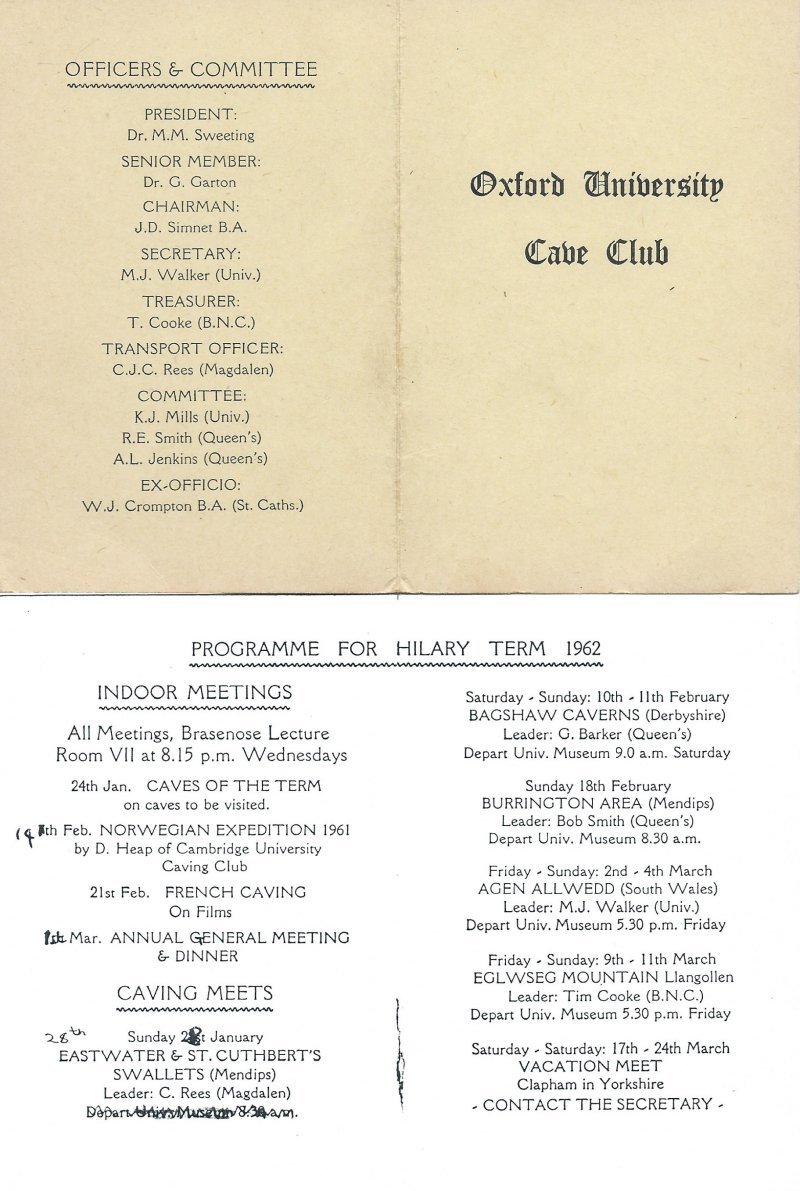 OFFICERS & COMMITTEE
PRESIDENT:
Dr. M.M. Sweeting
SENIOR MEMBER:
Dr. G. Garton
CHAIRMAN:
J.D. Simnet B.A.
SECRETARY:
M.J. Walker (Univ.)
TREASURER:
T. Cooke (B.N.C.)
TRANSPORT OFFICER:
C.J.C. Rees (Magdalen)
COMMITTEE:
K.J. Mills (Univ.)
R.E. Smith (Queen's)
A.L. Jenkins (Queen's)
EX-OFFICIO:
W.J. Crompton B.A. (St. Caths.)
Oxford University
Cave Club
PROGRAMME FOR HILARY TERM 1962
INDOOR MEETINGS
All Meetings, Brasenose Lecture
Room VII at 8.15 p.m. Wednesdays
24th Jan. CAVES OF THE TERM
on caves to be visited.
Feb. NORWEGIAN EXPEDITION 1961
by D. Heap of Cambridge University
Caving Club
21st Feb. FRENCH CAVING
On Films
1st Mar. ANNUAL GENERAL MEETING
& DINNER
CAVING MEETS
28th
Sunday January
EASTWATER & ST. CUTHBERT'S
SWALLETS (Mendips)
Leader: C. Rees (Magdalen)
Depart Univ. Museum 8.30 a.m.
Saturday - Sunday: 10th - 11th February
BAGSHAW CAVERNS (Derbyshire)
Leader: G. Barker (Queen's)
Depart Univ. Museum 9.0 a.m. Saturday
Sunday 18th February
BURRINGTON AREA (Mendips)
Leader: Bob Smith (Queen's)
Depart Univ. Museum 8.30 a.m.
Friday - Sunday: 2nd - 4th March
AGEN ALLWEDD (South Wales)
Leader: M.J. Walker (Univ.)
Depart Univ. Museum 5.30 p.m. Friday
Friday - Sunday: 9th - 11th March
EGLWSEG MOUNTAIN Llangollen
Leader: Tim Cooke (B.N.C.)
Depart Univ. Museum 5.30 p.m. Friday
Saturday - Saturday: 17th - 24th March
VACATION MEET
Clapham in Yorkshire
- CONTACT THE SECRETARY -